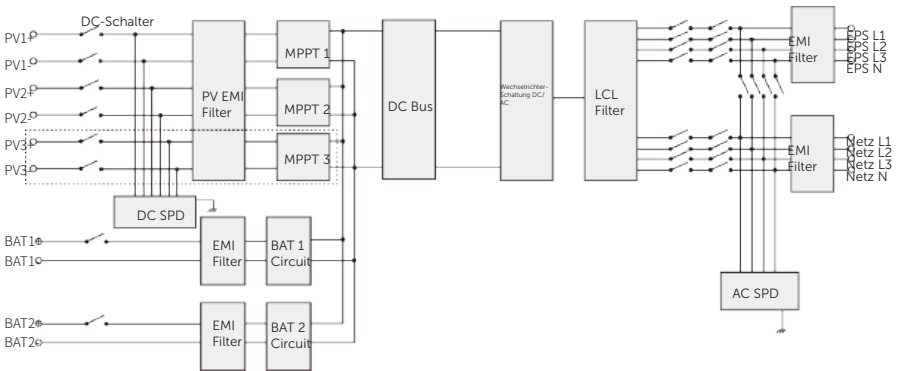 DC-Schalter
PV1+
PV1-
PV2+
PV2-
PV3+
PV3-
PV EMI
Filter
MPPT 1
MPPT 2
MPPT 3
DC SPD
BAT1+
BAT1-
EMI
Filter
BAT 1
Circuit
BAT2+
BAT2-
EMI
Filter
BAT 2
Circuit
DC Bus
Wechselrichter-
Schaltung DC/
AC
LCL
Filter
EMI
Filter
EPS L1
EPS L2
EPS L3
EPS N
EMI
Filter
Netz L1
Netz L2
Netz L3
Netz N
AC SPD